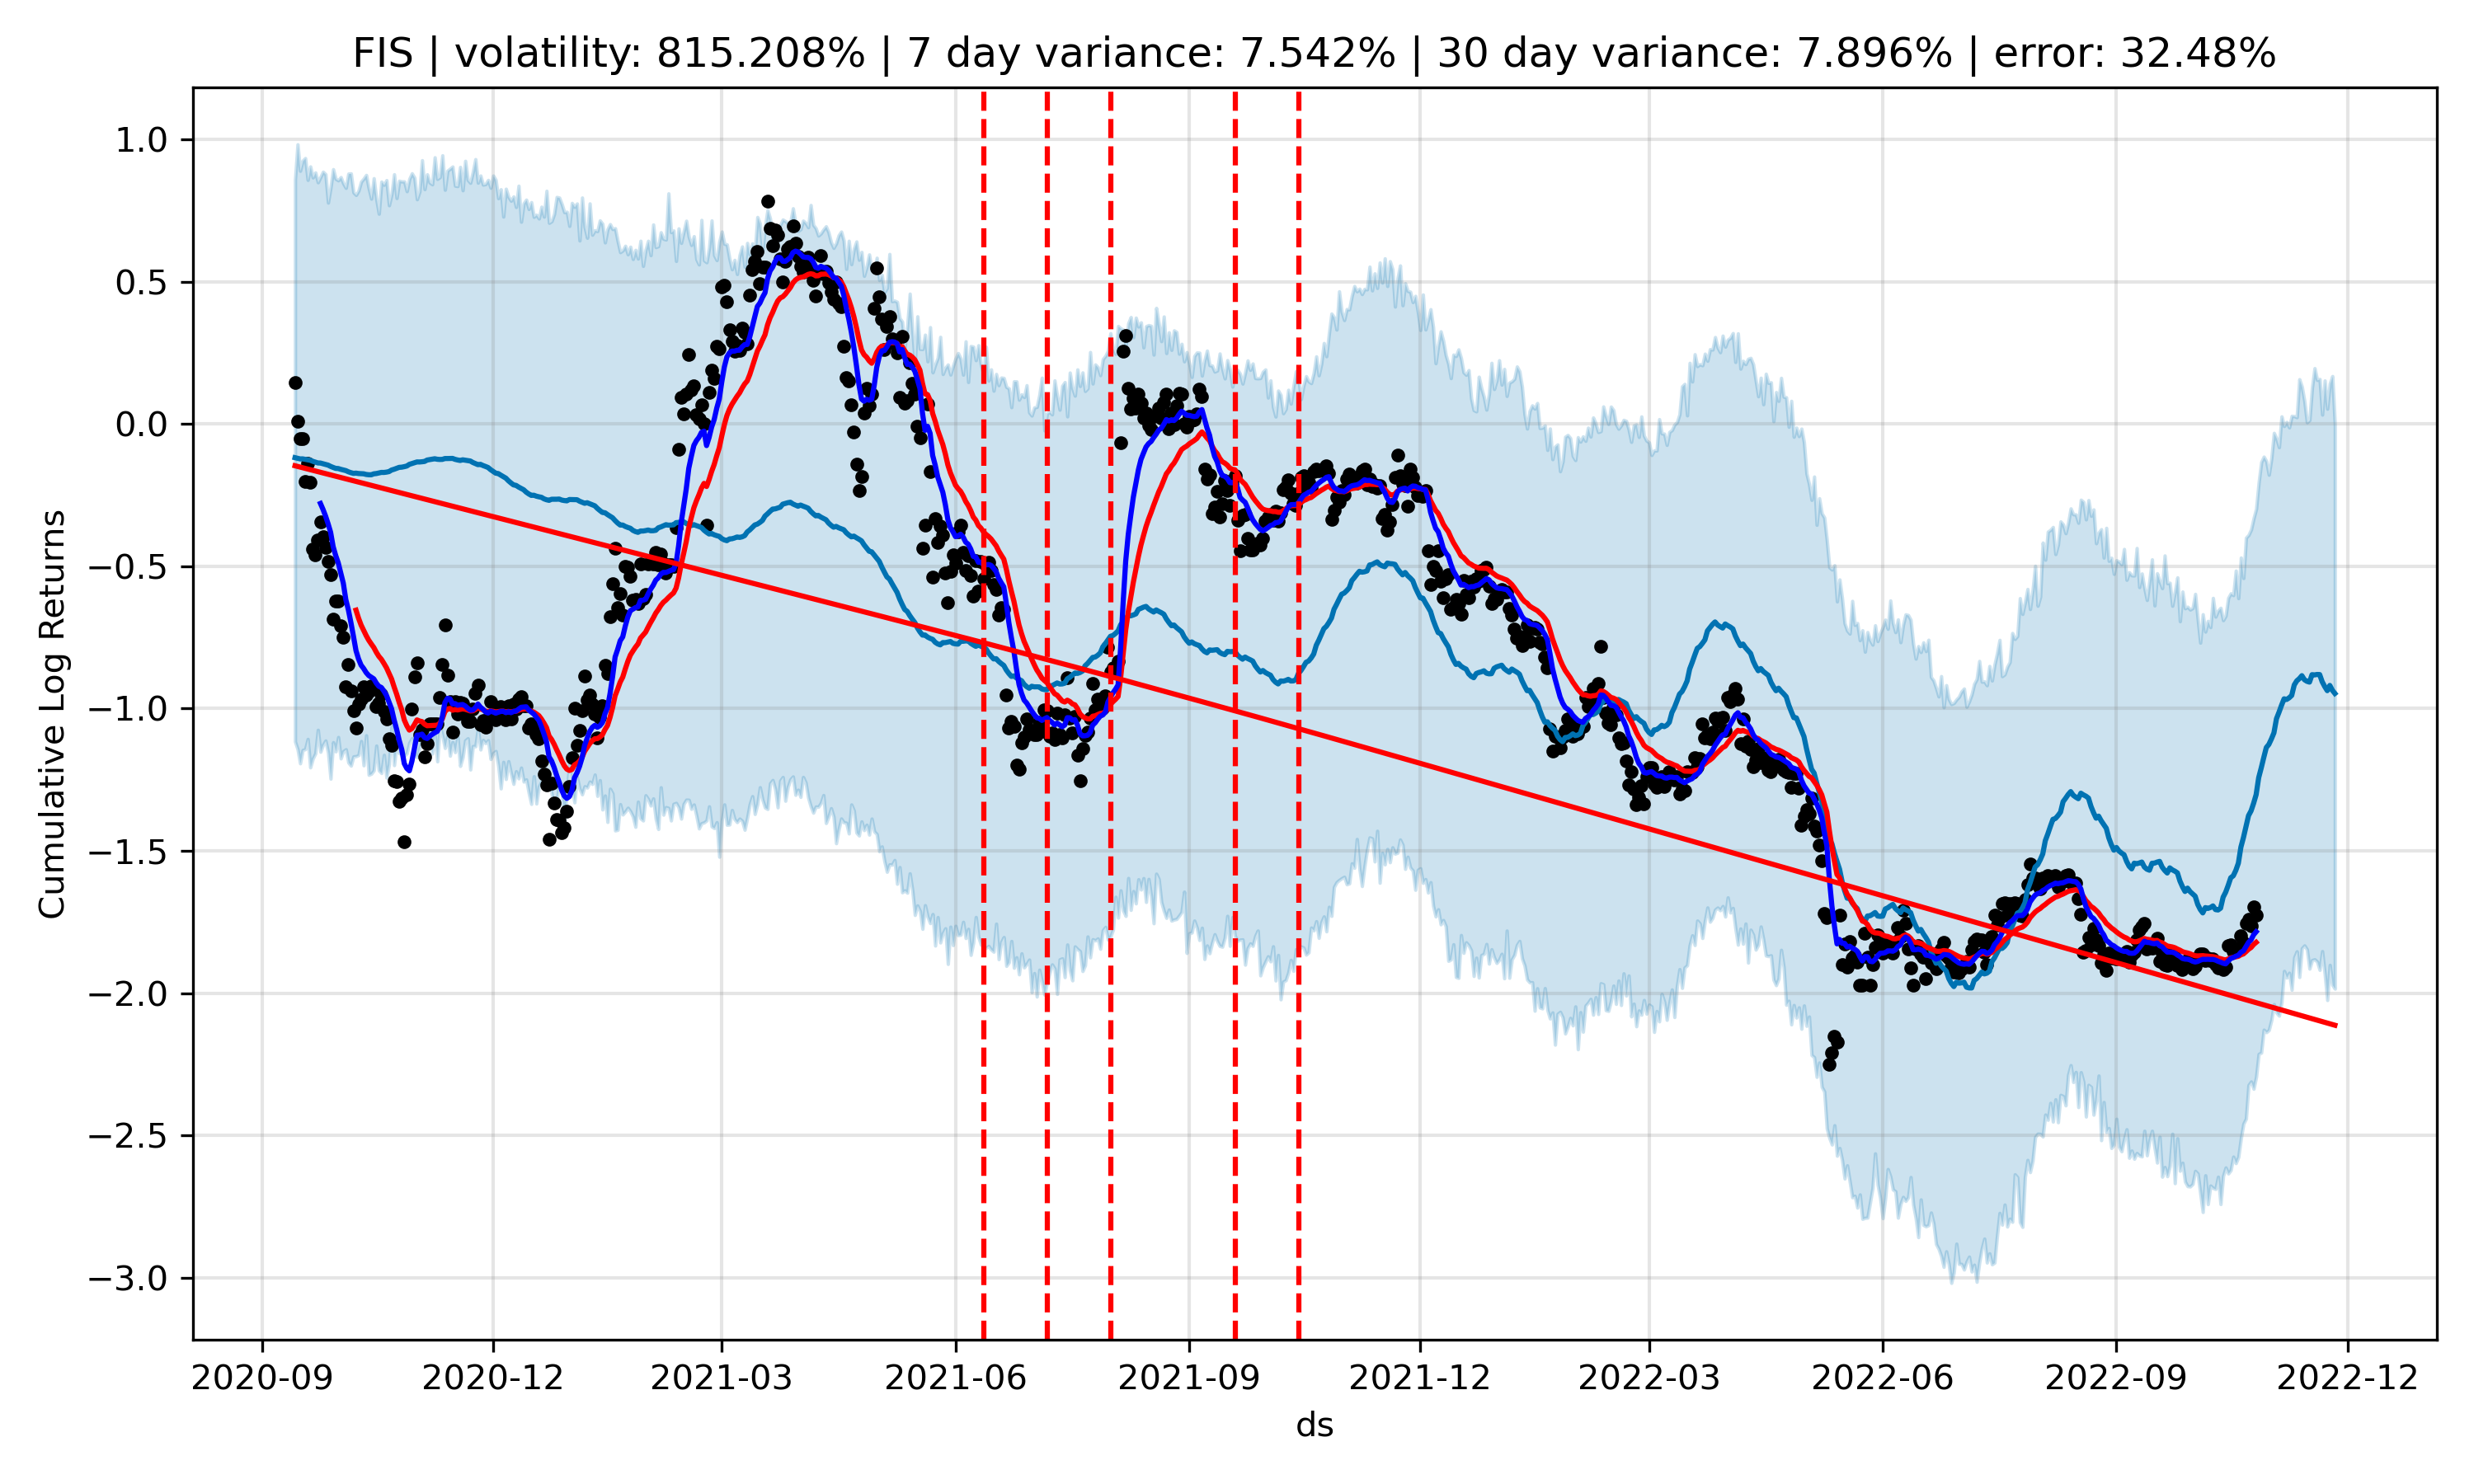 FIS | volatility: 815.208% | 7 day variance: 7.542% | 30 day variance: 7.896% | error: 32.48%
1.0
0.5
0.0
−0.5
−1.0
−1.5
−2.0
−2.5
−3.0
Cumulative Log Returns
2020-09 2020-12 2021-03 2021-06 2021-09 2021-12 2022-03 2022-06 2022-09 2022-12
ds